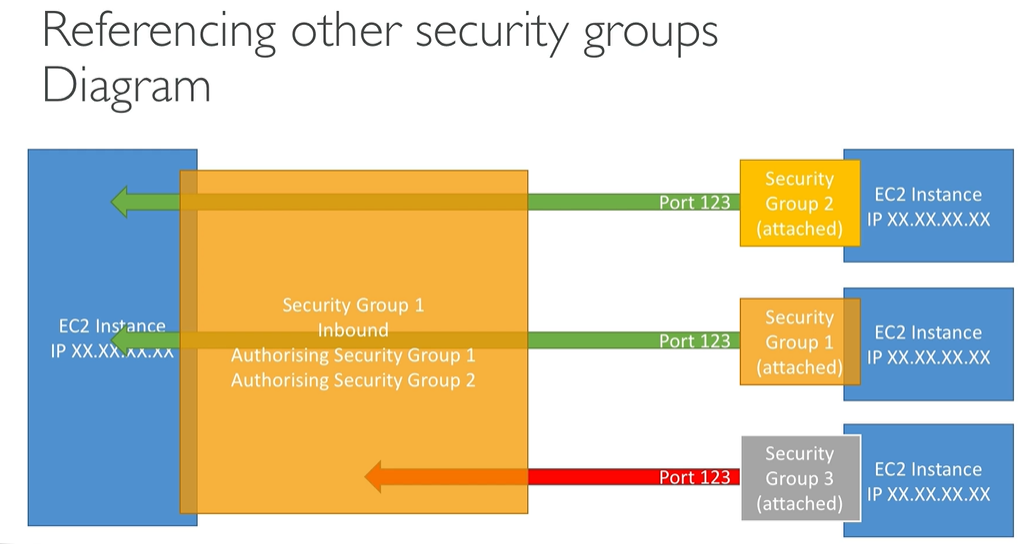 Referencing other security groups
Diagram
Port 123
Security
Group 2
(attached)
EC2 Instance
IP XX.XX.XX.XX
EC2 Instance
IP XX.XX.XX.XX
Security Group 1
Inbound
Authorising Security Group 1
Authorising Security Group 2
Port 123
Security
Group 1
(attached)
EC2 Instance
IP XX.XX.XX.XX
Port 123
Security
Group 3
(attached)
EC2 Instance
IP XX.XX.XX.XX